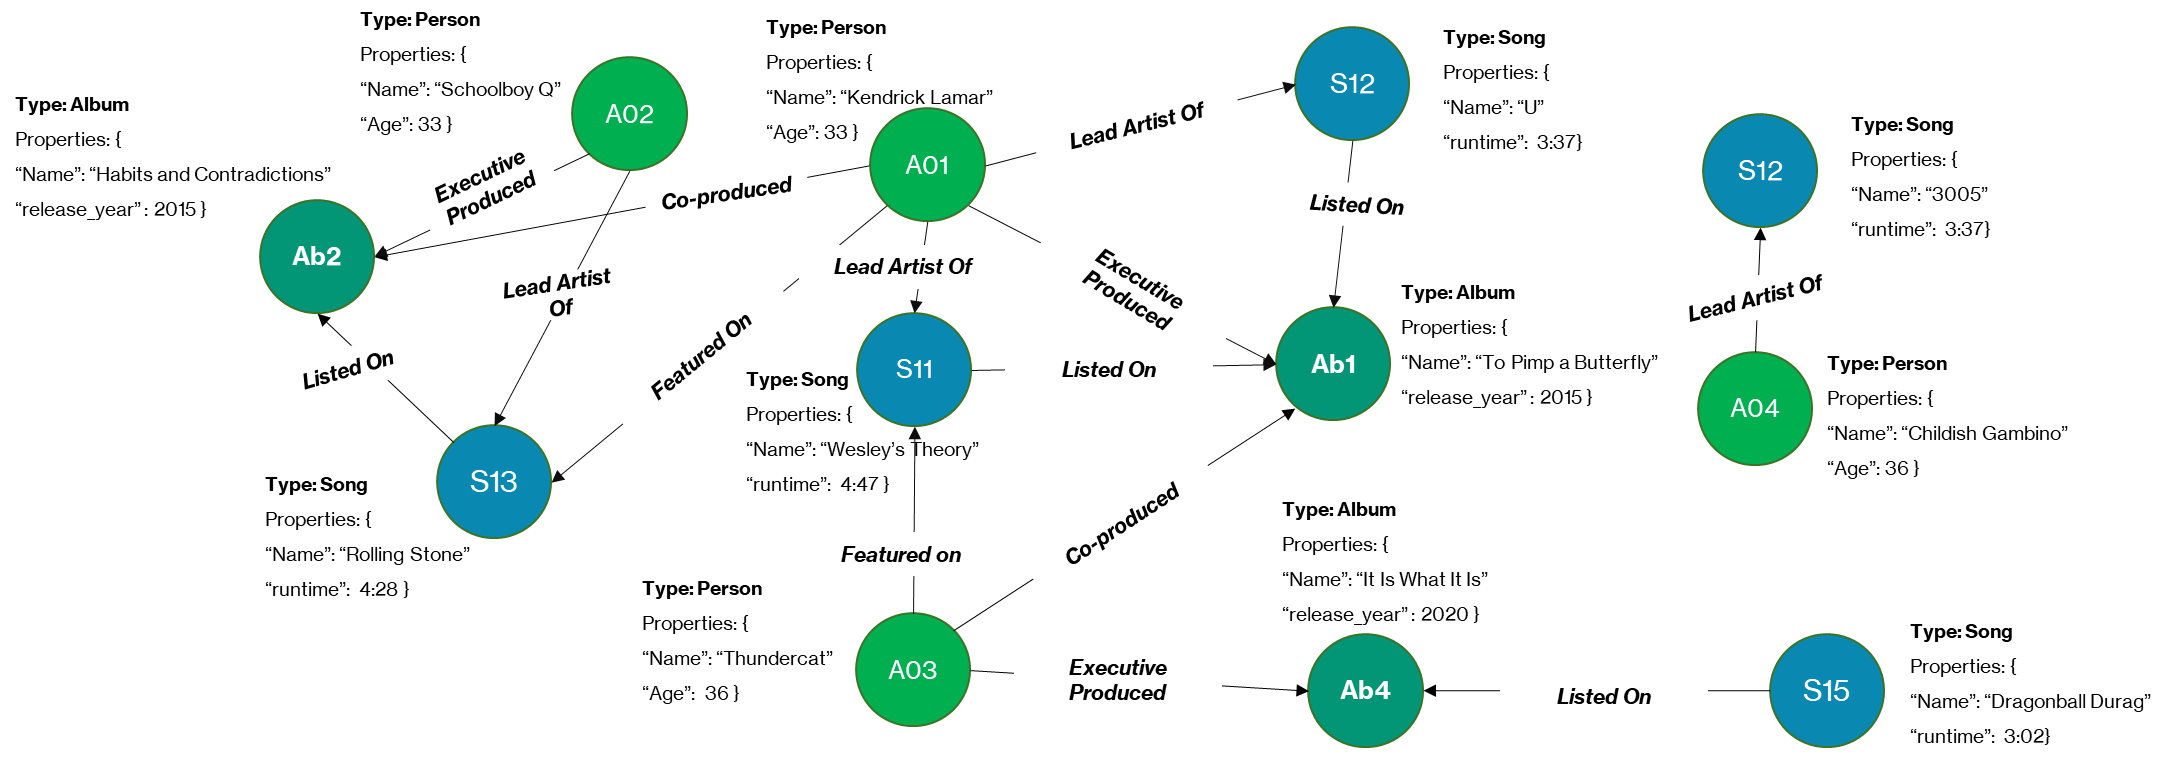 Type: Album
Properties: {
“Name”: “Habits and Contradictions”
“release_year” : 2015 }
Ab2
Type: Person
Properties: {
“Name”: “Schoolboy Q”
“Age”: 33 }
A02
Executive
Produced
Lead Artist
Of
Listed On
S13
Type: Song
Properties: {
“Name”: “Rolling Stone”
“runtime”:  4:28 }
Type: Person
Properties: {
“Name”: “Kendrick Lamar”
“Age”: 33 }
A01
Co-produced
Lead Artist Of
Featured On
Executive
Produced
Lead Artist Of
S12
Type: Song
Properties: {
“Name”: “U”
“runtime”:  3:37}
Listed On
S11
Type: Song
Properties: {
“Name”: “Wesley’s Theory”
“runtime”:  4:47 }
Listed On
Ab1
Type: Album
Properties: {
“Name”: “To Pimp a Butterfly”
“release_year” : 2015 }
Featured on
Co-produced
Type: Person
Properties: {
“Name”: “Thundercat”
“Age”:  36 }
A03
Executive
Produced
Type: Album
Properties: {
“Name”: “It Is What It Is”
“release_year” : 2020 }
Ab4
Listed On
S15
Type: Song
Properties: {
“Name”: “Dragonball Durag”
“runtime”:  3:02}
S12
Type: Song
Properties: {
“Name”: “3005”
“runtime”:  3:37}
Lead Artist Of
A04
Type: Person
Properties: {
“Name”: “Childish Gambino”
“Age”: 36 }